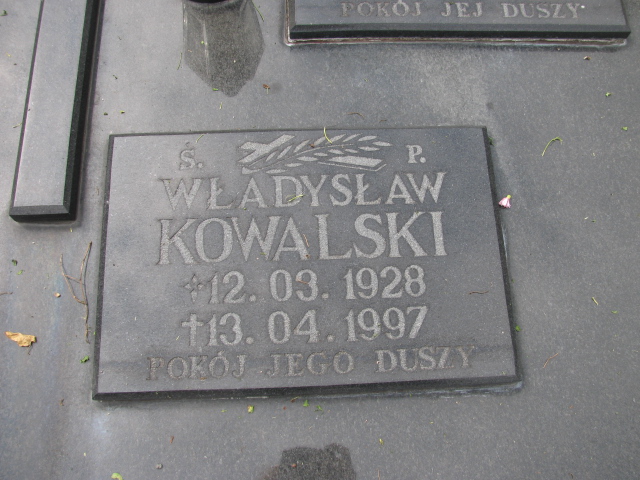 POKÓJ JEJ DUSZY
Ś. P.
WŁADYSŁAW
KOWALSKI
12. 03. 1928
†13. 04. 1997
POKÓJ JEGO DUSZY